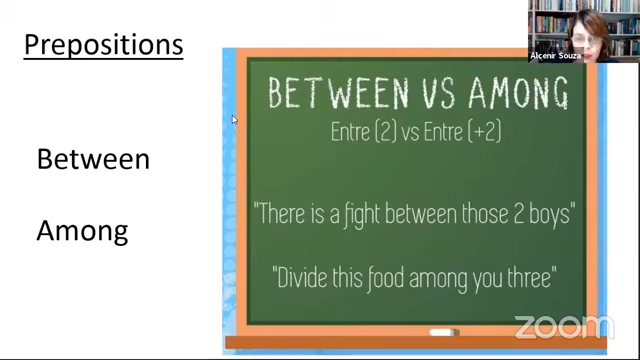 Prepositions
Alcenir Souza
BETWEEN VS AMONG
Entre (2) vs Entre (+2)
Between
Among
"There is a fight between those 2 boys"
"Divide this food among you three"
zoom